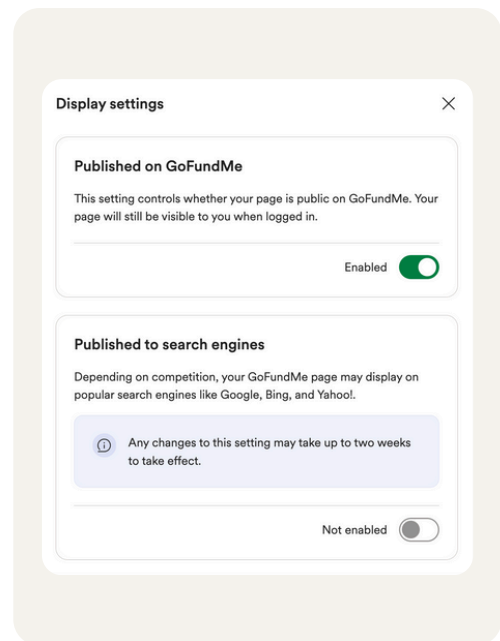 Display settings
Published on GoFundMe
This setting controls whether your page is public on GoFundMe. Your
page will still be visible to you when logged in.
Enabled
Published to search engines
Depending on competition, your GoFundMe page may display on
popular search engines like Google, Bing, and Yahoo!.
Any changes to this setting may take up to two weeks
to take effect.
Not enabled